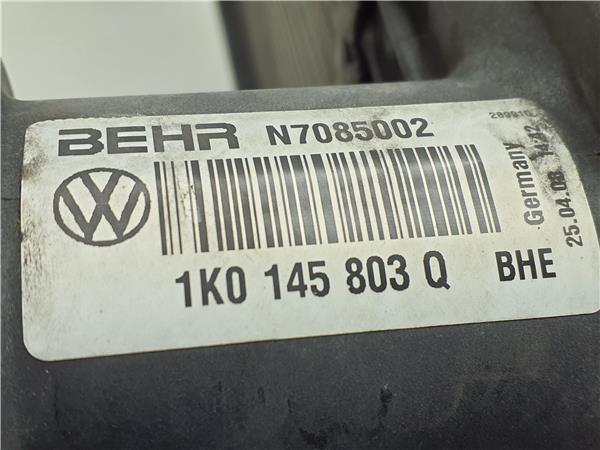 BEHR N7085002
1K0 145 803 Q BHE
Germany
25.04.08